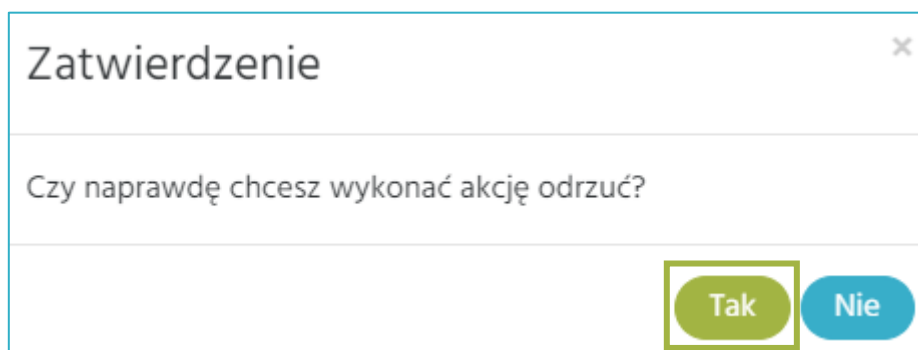 Zatwierdzenie
×
Czy naprawdę chcesz wykonać akcję odrzuć?
Tak Nie